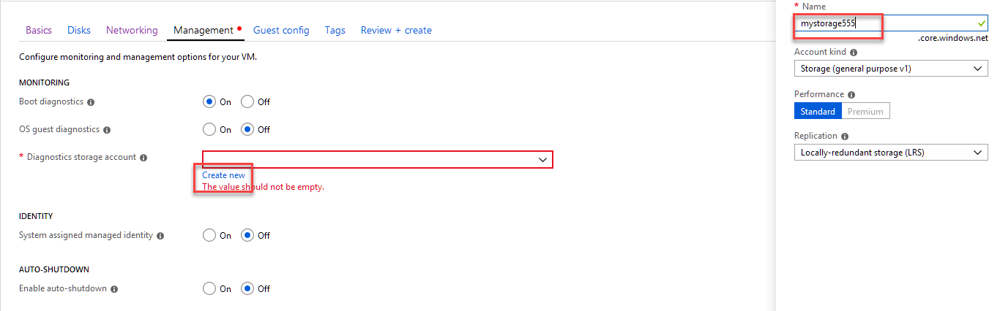 Basics Disks Networking Management Guest config Tags Review + create
Configure monitoring and management options for your VM.
MONITORING
Boot diagnostics On Off
OS guest diagnostics On Off
* Diagnostics storage account
Create new
The value should not be empty.
IDENTITY
System assigned managed identity On Off
AUTO-SHUTDOWN
Enable auto-shutdown On Off
* Name
mystorage555
.core.windows.net
Account kind
Storage (general purpose v1)
Performance
Standard Premium
Replication
Locally-redundant storage (LRS)